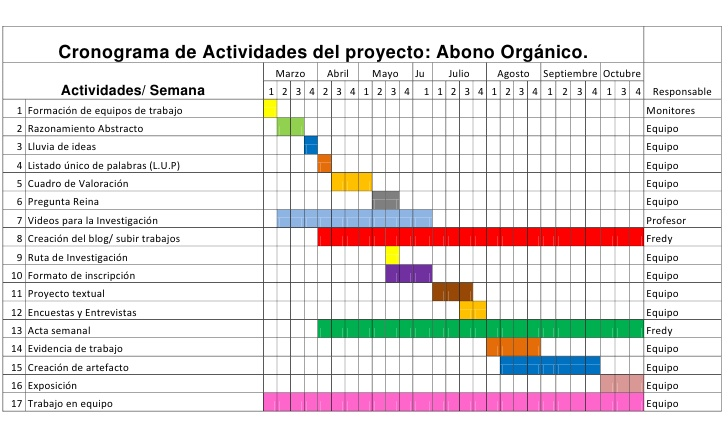 Cronograma de Actividades del proyecto: Abono Orgánico.
Marzo Abril Mayo Ju Julio Agosto Septiembre Octubre
Actividades/ Semana 1 2 3 4 2 3 4 1 2 3 4 1 1 2 3 4 1 2 3 4 1 2 3 4 1 3 4 Responsable
1 Formación de equipos de trabajo Monitores
2 Razonamiento Abstracto Equipo
3 Lluvia de ideas Equipo
4 Listado único de palabras (L.U.P) Equipo
5 Cuadro de Valoración Equipo
6 Pregunta Reina Equipo
7 Videos para la Investigación Profesor
8 Creación del blog/ subir trabajos Fredy
9 Ruta de Investigación Equipo
10 Formato de inscripción Equipo
11 Proyecto textual Equipo
12 Encuestas y Entrevistas Equipo
13 Acta semanal Fredy
14 Evidencia de trabajo Equipo
15 Creación de artefacto Equipo
16 Exposición Equipo
17 Trabajo en equipo Equipo